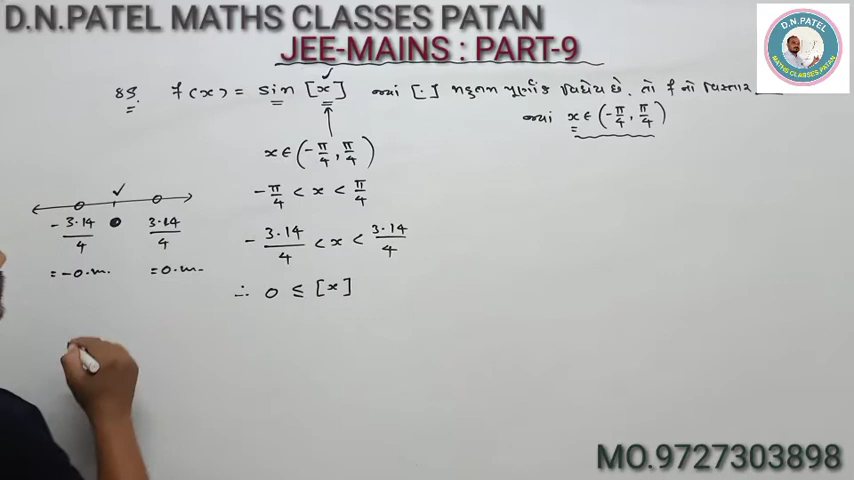 D.N.PATEL MATHS CLASSES PATAN
JEE-MAINS : PART-9
D.N.PATEL
MATHS CLASSES PATAN
83. f(x) = sin [x] જ્યાં [·] મહત્તમ પૂર્ણાંક વિધેય છે. તો f નો વિસ્તાર
જ્યાં x ∈ (-π/4, π/4)
x ∈ (-π/4, π/4)
-π/4 < x < π/4
-3.14/4 < x < 3.14/4
∴ 0 ≤ [x]
-3.14/4 0 3.14/4
= -0.m. = 0.m-
MO.9727303898